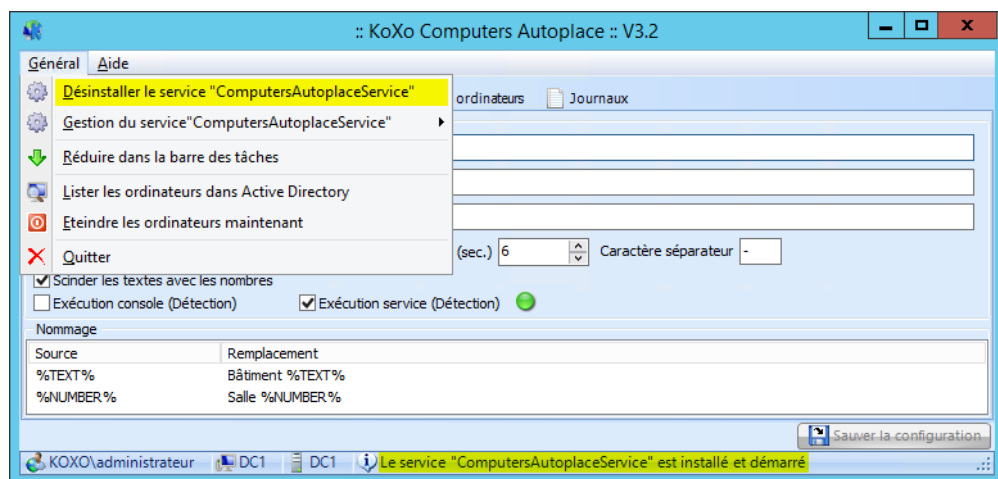 :: KoXo Computers Autoplace :: V3.2
Général Aide
Désinstaller le service "ComputersAutoplaceService"
ordinateurs Journaux
Gestion du service"ComputersAutoplaceService"
Réduire dans la barre des tâches
Lister les ordinateurs dans Active Directory
Eteindre les ordinateurs maintenant
Quitter
(sec.) 6 Caractère séparateur -
Scinder les textes avec les nombres
Exécution console (Détection) Exécution service (Détection)
Nommage
Source Remplacement
%TEXT% Bâtiment %TEXT%
%NUMBER% Salle %NUMBER%
Sauver la configuration
KOXO\administrateur DC1 DC1 Le service "ComputersAutoplaceService" est installé et démarré